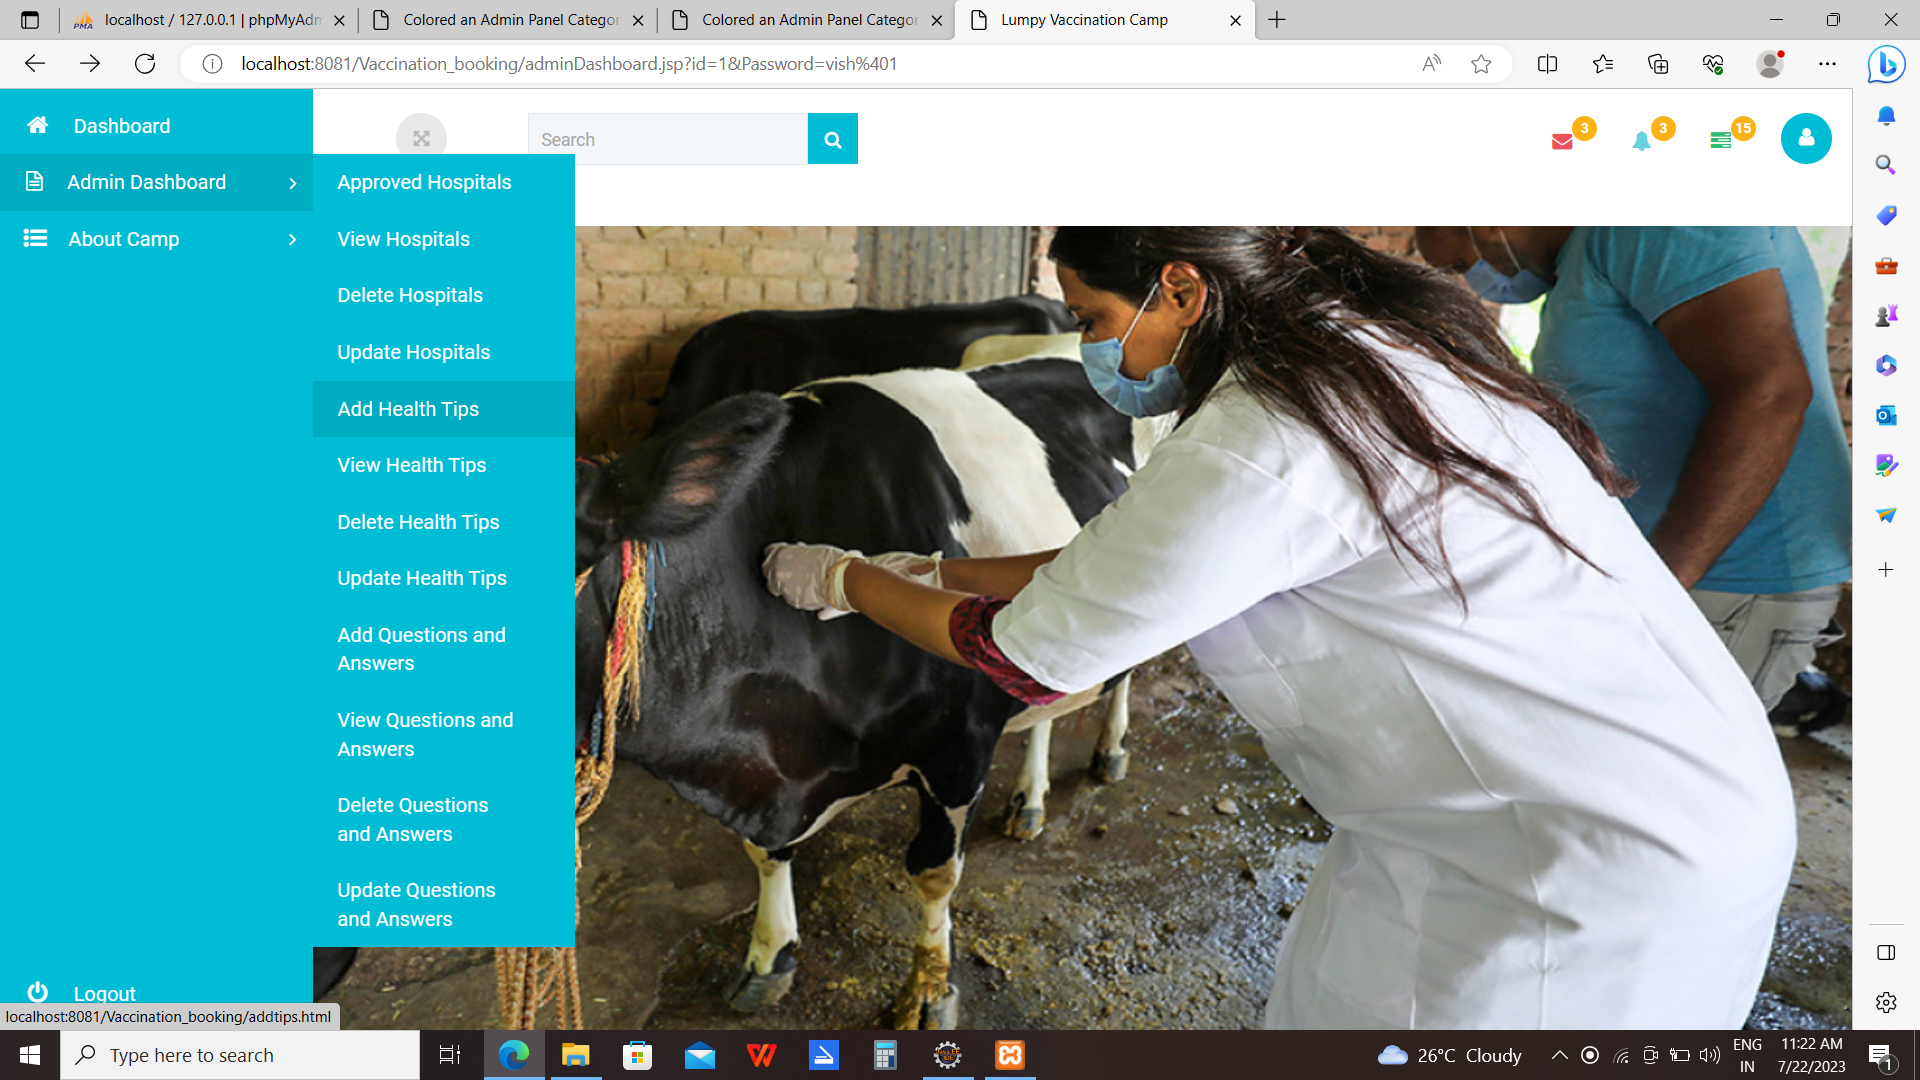 localhost / 127.0.0.1 | phpMyAdm
Colored an Admin Panel Categor
Colored an Admin Panel Categor
Lumpy Vaccination Camp
localhost:8081/Vaccination_booking/adminDashboard.jsp?id=1&Password=vish%401
Dashboard
Search
3
3
15
Admin Dashboard
About Camp
Approved Hospitals
View Hospitals
Delete Hospitals
Update Hospitals
Add Health Tips
View Health Tips
Delete Health Tips
Update Health Tips
Add Questions and
Answers
View Questions and
Answers
Delete Questions
and Answers
Update Questions
and Answers
Logout
localhost:8081/Vaccination_booking/addtips.html
Type here to search
26°C Cloudy
ENG
IN
11:22 AM
7/22/2023
1